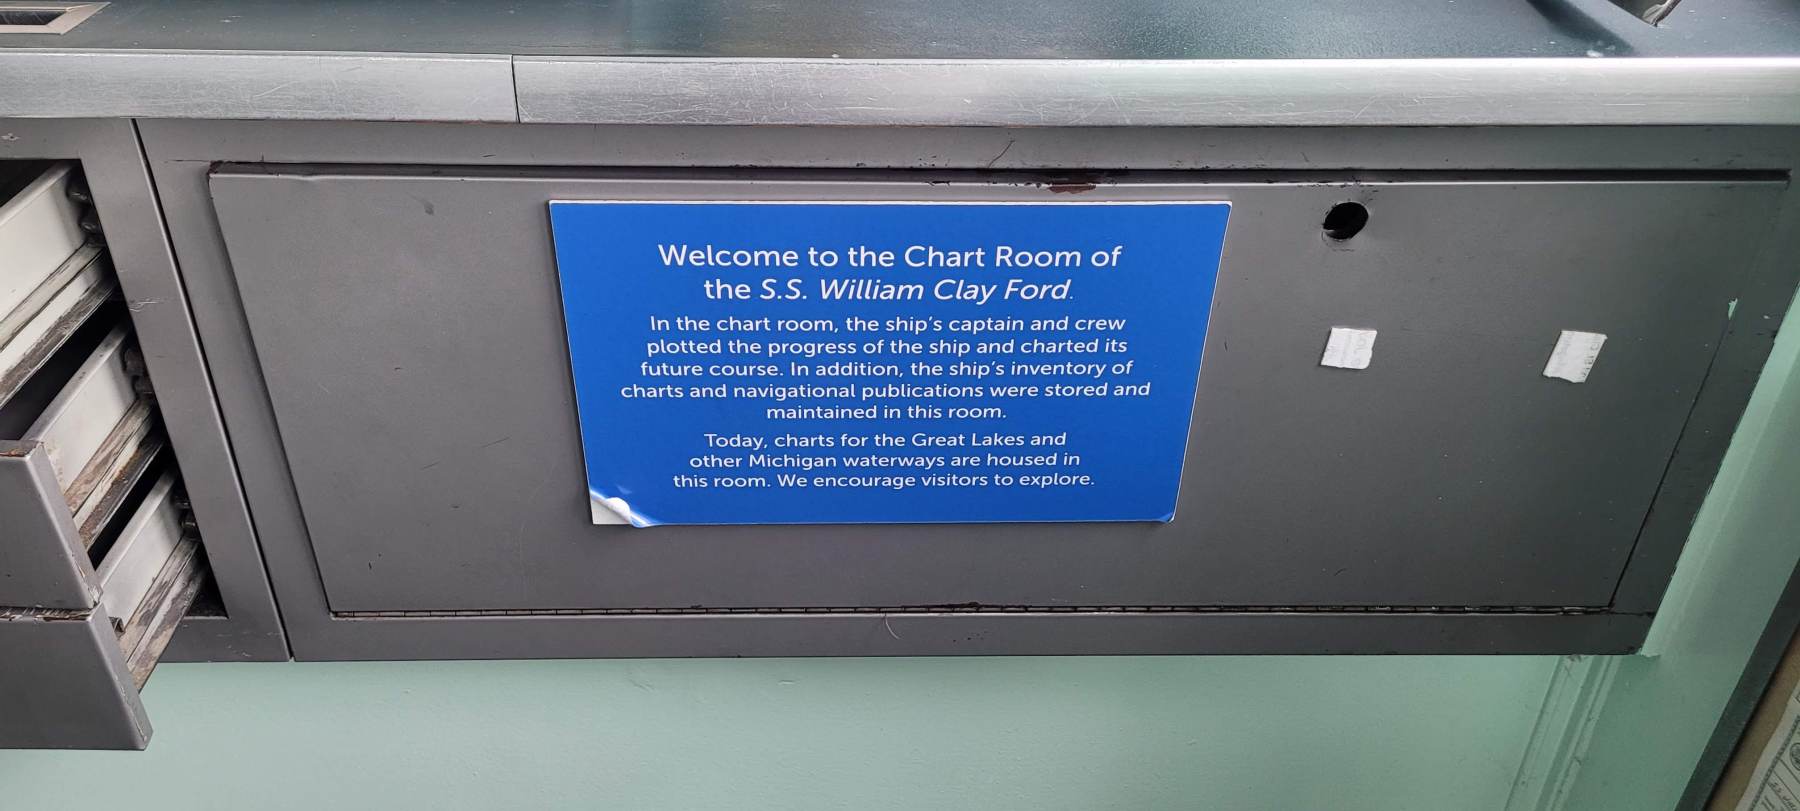 Welcome to the Chart Room of
the S.S. William Clay Ford.
In the chart room, the ship's captain and crew
plotted the progress of the ship and charted its
future course. In addition, the ship's inventory of
charts and navigational publications were stored and
maintained in this room.
Today, charts for the Great Lakes and
other Michigan waterways are housed in
this room. We encourage visitors to explore.